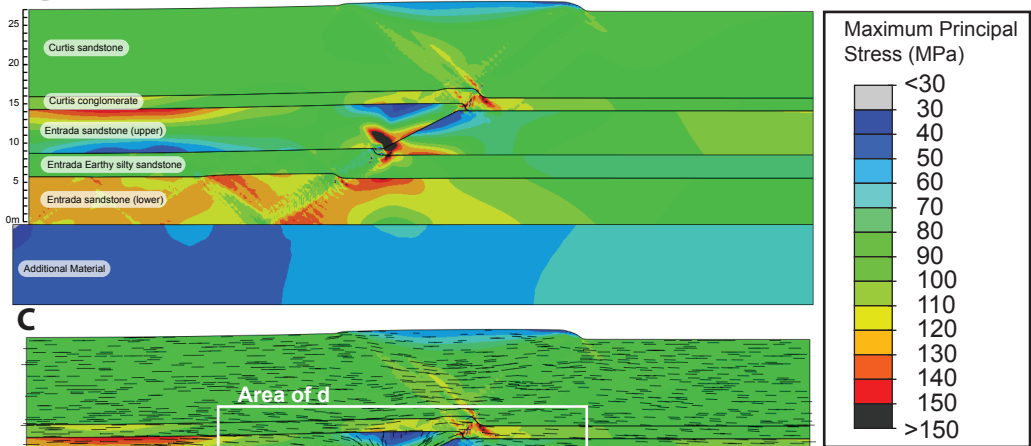 25
20
15
10
5
0m
Curtis sandstone
Curtis conglomerate
Entrada sandstone (upper)
Entrada Earthy silty sandstone
Entrada sandstone (lower)
Additional Material
Maximum Principal
Stress (MPa)
<30
30
40
50
60
70
80
90
100
110
120
130
140
150
>150
C
Area of d